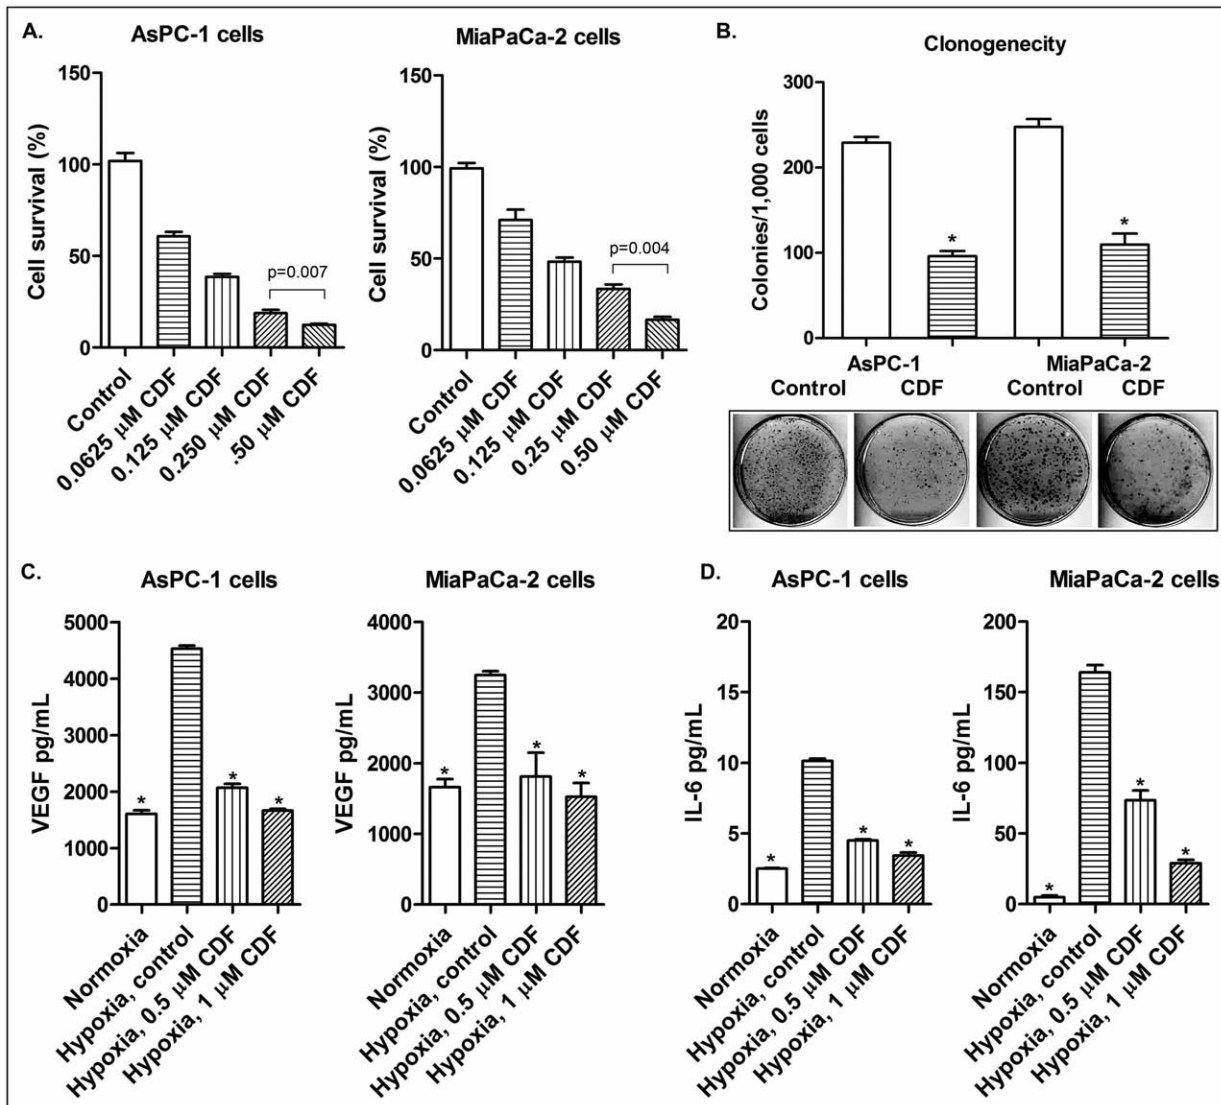 A.
AsPC-1 cells
Cell survival (%)
150
100
50
0
p=0.007
Control
0.0625 μM CDF
0.125 μM CDF
0.250 μM CDF
.50 μM CDF
MiaPaCa-2 cells
Cell survival (%)
150
100
50
0
p=0.004
Control
0.0625 μM CDF
0.125 μM CDF
0.25 μM CDF
0.50 μM CDF
B.
Clonogenecity
Colonies/1,000 cells
300
200
100
0
*
*
AsPC-1 MiaPaCa-2
Control CDF Control CDF
C.
AsPC-1 cells
VEGF pg/mL
5000
4000
3000
2000
1000
0
*
*
*
Normoxia
Hypoxia, control
Hypoxia, 0.5 μM CDF
Hypoxia, 1 μM CDF
MiaPaCa-2 cells
VEGF pg/mL
4000
3000
2000
1000
0
*
*
*
Normoxia
Hypoxia, control
Hypoxia, 0.5 μM CDF
Hypoxia, 1 μM CDF
D.
AsPC-1 cells
IL-6 pg/mL
20
15
10
5
0
*
*
*
Normoxia
Hypoxia, control
Hypoxia, 0.5 μM CDF
Hypoxia, 1 μM CDF
MiaPaCa-2 cells
IL-6 pg/mL
200
150
100
50
0
*
*
*
Normoxia
Hypoxia, control
Hypoxia, 0.5 μM CDF
Hypoxia, 1 μM CDF